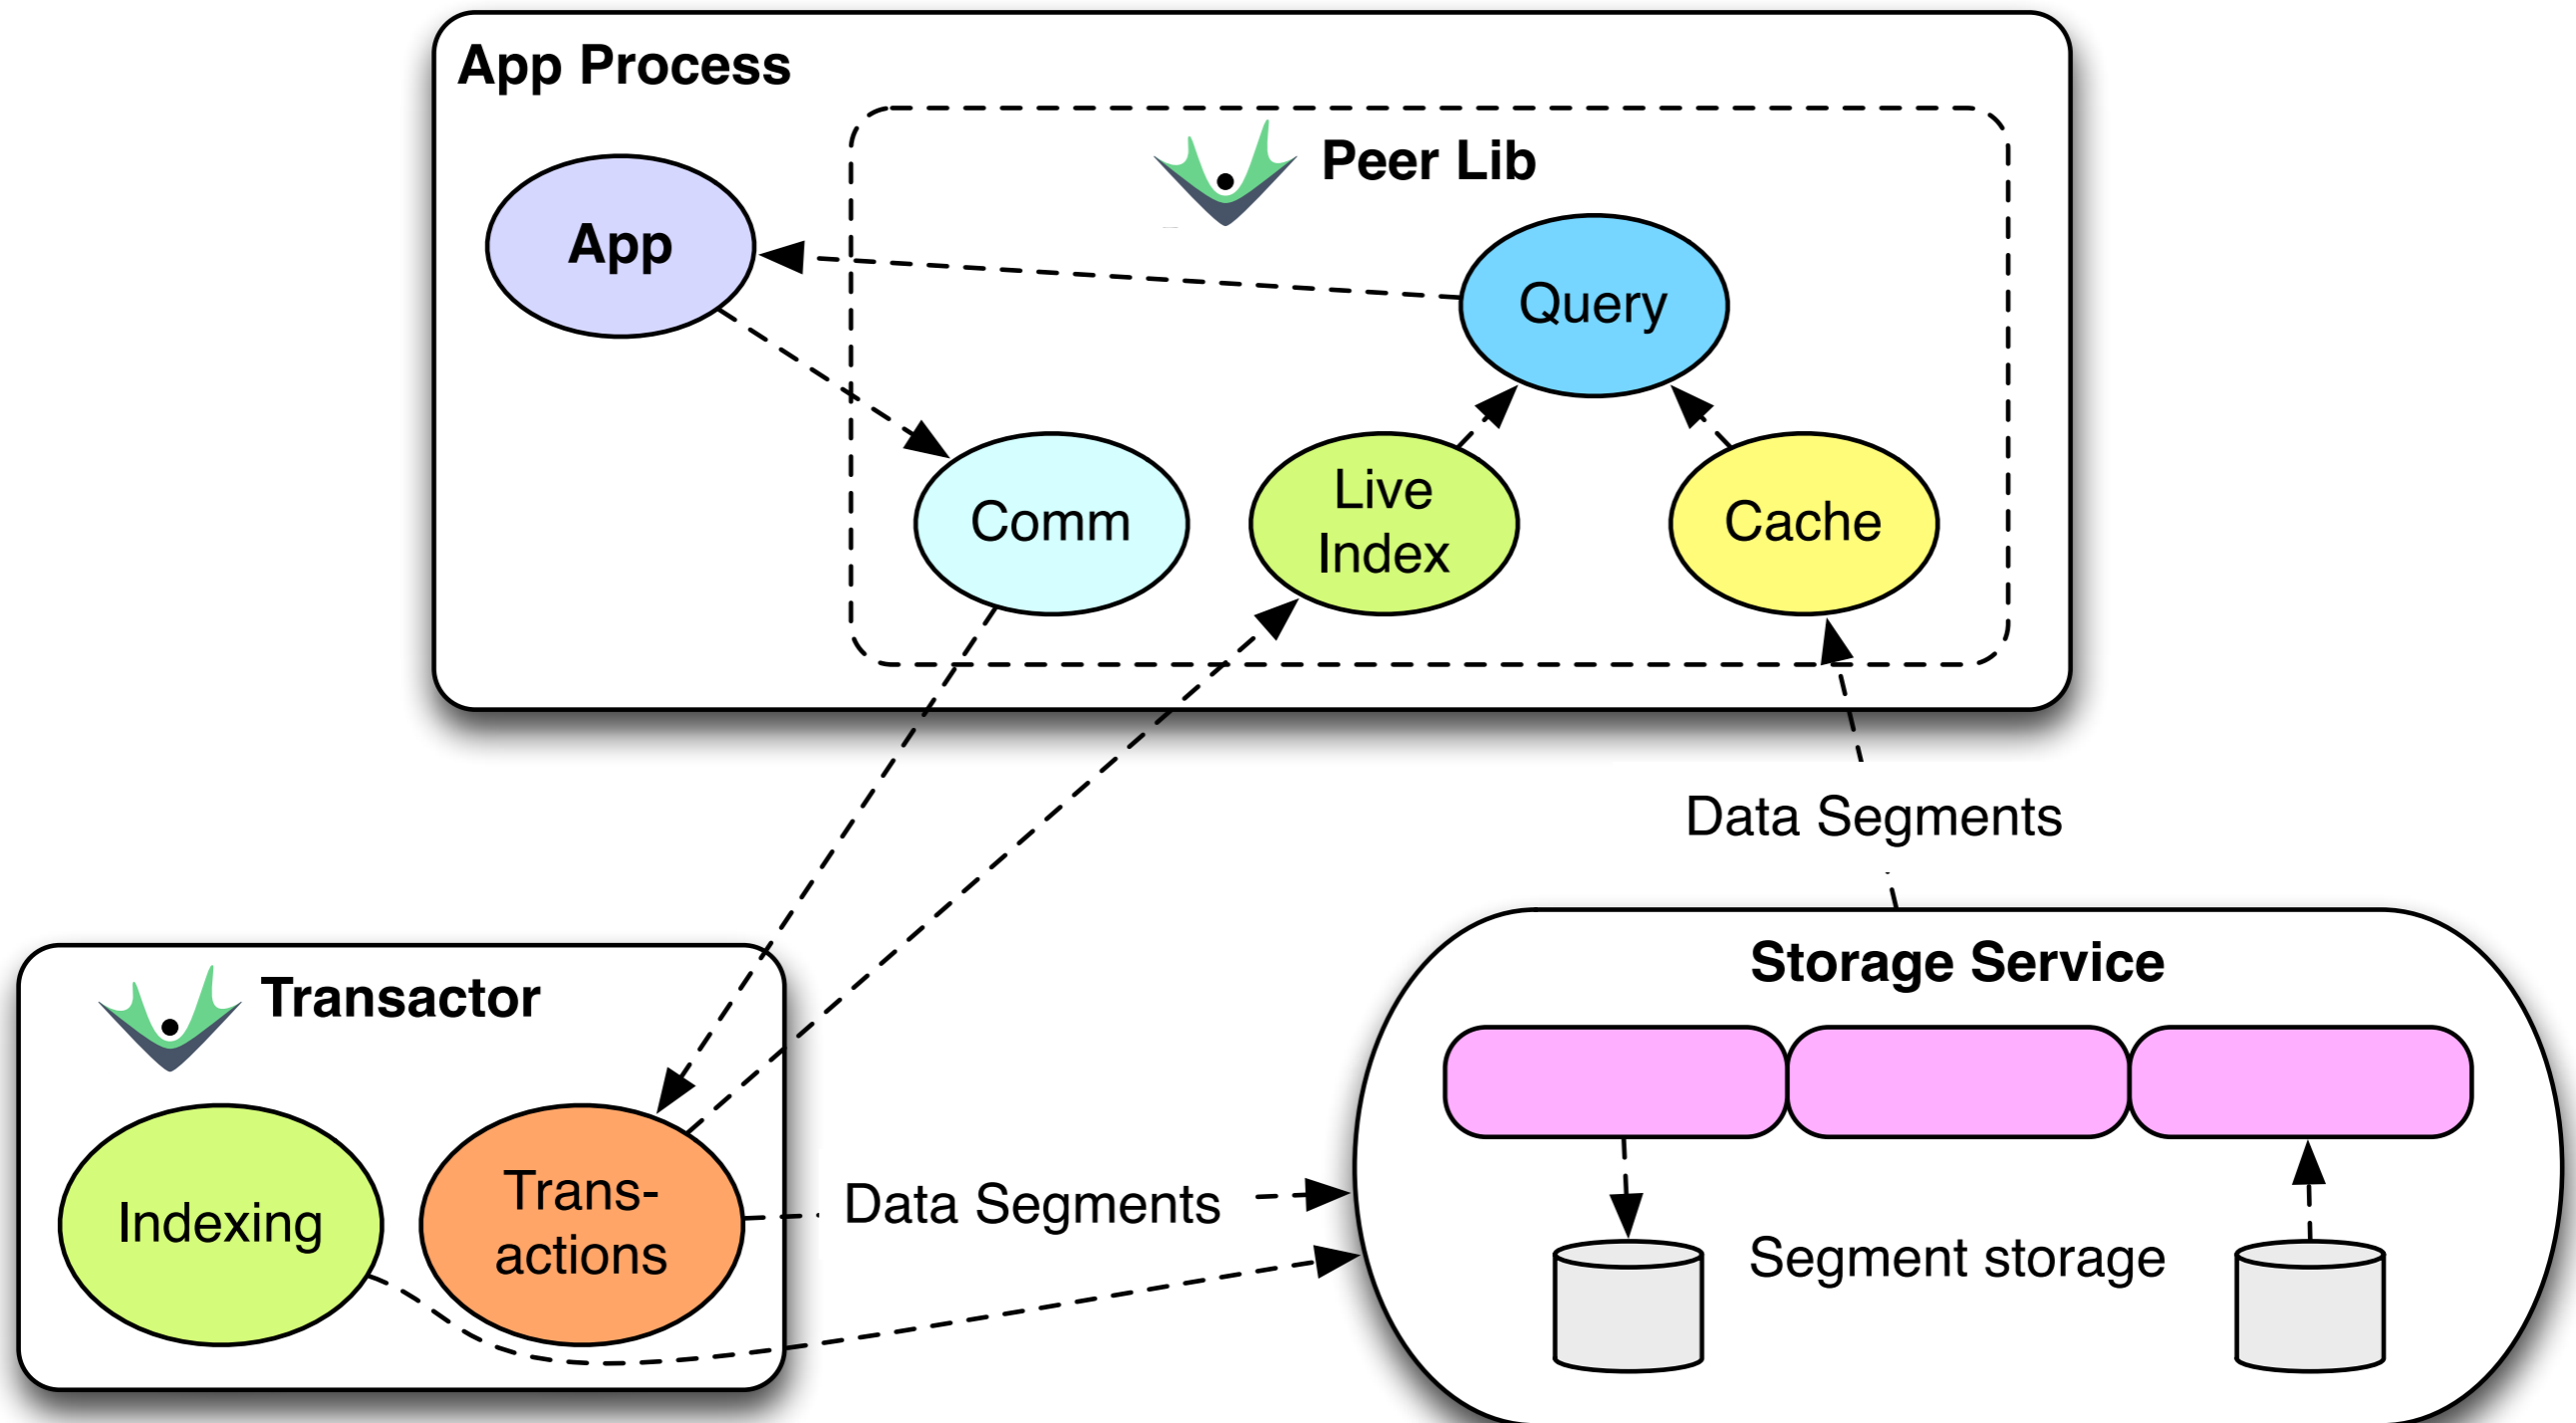 App Process
Peer Lib
App
Query
Comm
Live
Index
Cache
Data Segments
Transactor
Indexing
Trans-
actions
Data Segments
Storage Service
Segment storage